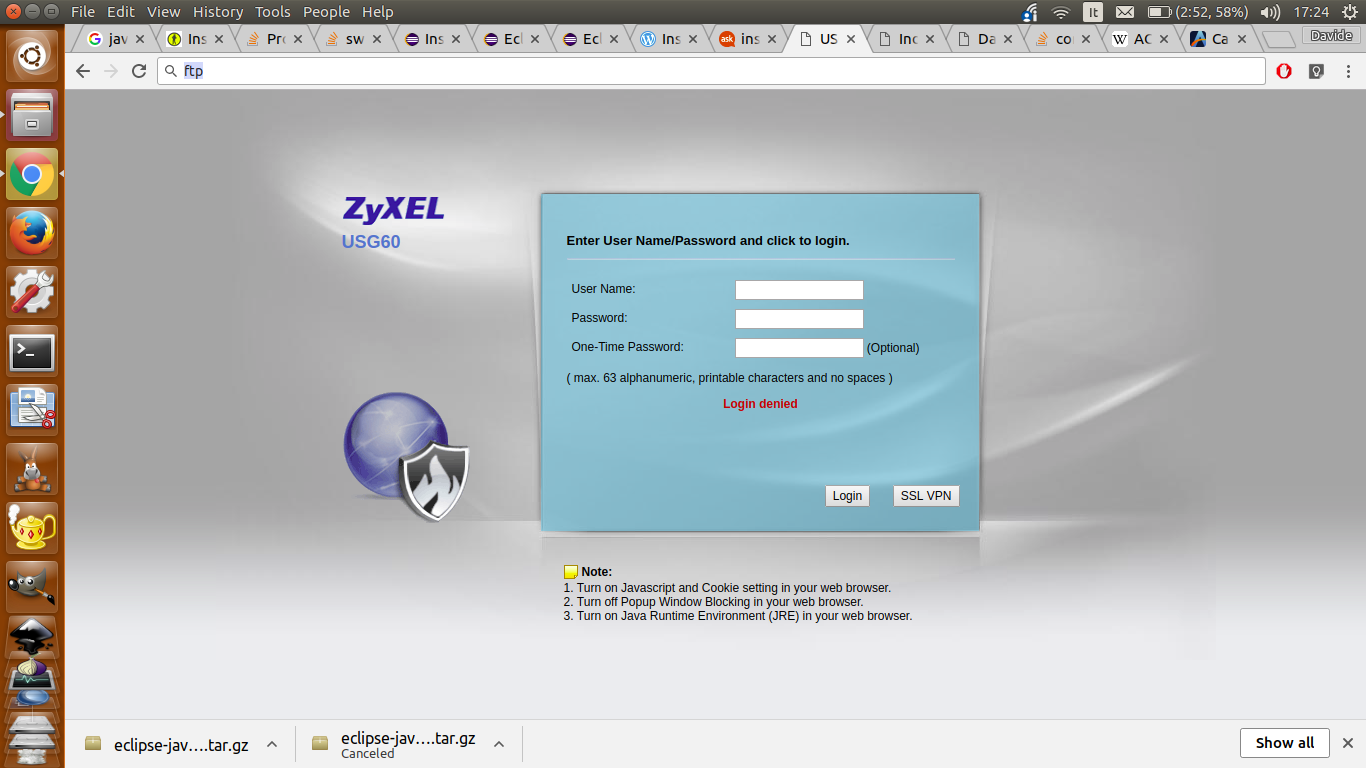 File Edit View History Tools People Help
It
(2:52, 58%)
17:24
jav
Ins
Pro
sw
Ins
Ecl
Ecl
Ins
ask
ins
US
Inc
Da
co
W
AC
Ca
Davide
ftp
ZyXEL
USG60
Enter User Name/Password and click to login.
User Name:
Password:
One-Time Password:
(Optional)
( max. 63 alphanumeric, printable characters and no spaces )
Login denied
Login
SSL VPN
Note:
1. Turn on Javascript and Cookie setting in your web browser.
2. Turn off Popup Window Blocking in your web browser.
3. Turn on Java Runtime Environment (JRE) in your web browser.
eclipse-jav….tar.gz
eclipse-jav….tar.gz
Canceled
Show all